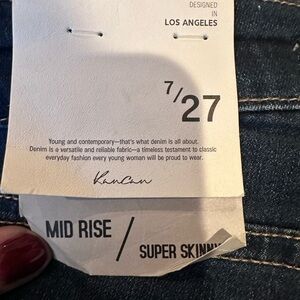 DESIGNED
IN
LOS ANGELES
7/27
Young and contemporary—that's what denim is all about.
Denim is a versatile and reliable fabric—a timeless testament to classic
everyday fashion every young woman will be proud to wear.
KanCan
MID RISE / SUPER SKINNY